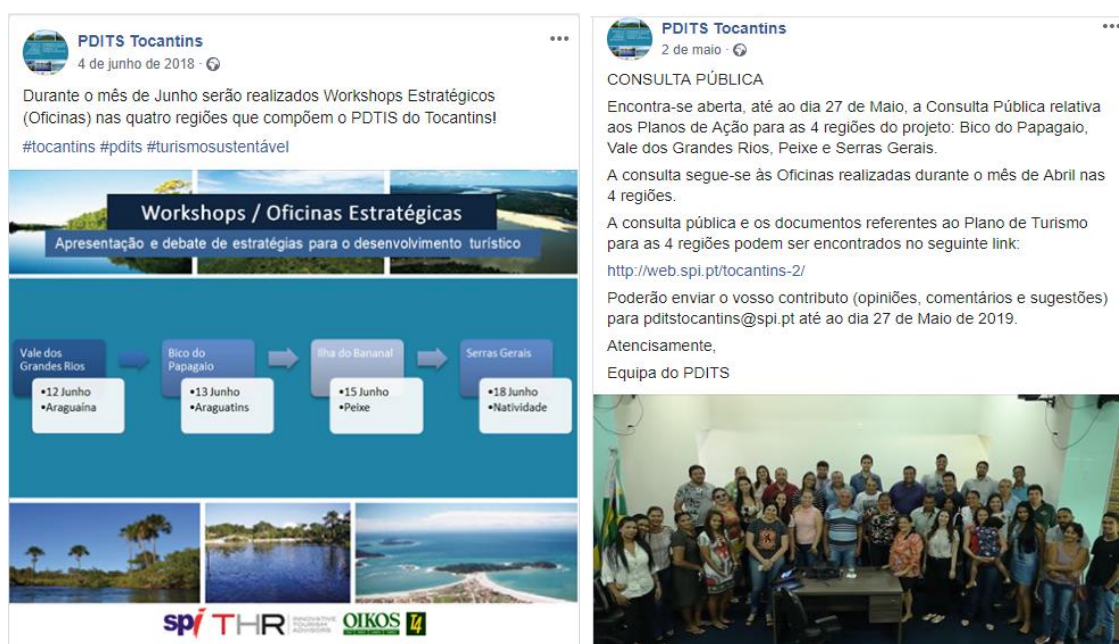 PDITS Tocantins
4 de junho de 2018
Durante o mês de Junho serão realizados Workshops Estratégicos
(Oficinas) nas quatro regiões que compõem o PDTIS do Tocantins!
#tocantins #pdits #turismosustentável
Workshops / Oficinas Estratégicas
Apresentação e debate de estratégias para o desenvolvimento turístico
Vale dos
Grandes Rios
•12 Junho
•Araguaína
Bico do
Papagaio
•13 Junho
•Araguatins
Ilha do Bananal
•15 Junho
•Peixe
Serras Gerais
•18 Junho
•Natividade
spi THR INNOVATIVE
TOURISM
ADVISORS OIKOS
PDITS Tocantins
2 de maio
CONSULTA PÚBLICA
Encontra-se aberta, até ao dia 27 de Maio, a Consulta Pública relativa
aos Planos de Ação para as 4 regiões do projeto: Bico do Papagaio,
Vale dos Grandes Rios, Peixe e Serras Gerais.
A consulta segue-se às Oficinas realizadas durante o mês de Abril nas
4 regiões.
A consulta pública e os documentos referentes ao Plano de Turismo
para as 4 regiões podem ser encontrados no seguinte link:
http://web.spi.pt/tocantins-2/
Poderão enviar o vosso contributo (opiniões, comentários e sugestões)
para pditstocantins@spi.pt até ao dia 27 de Maio de 2019.
Atencisamente,
Equipa do PDITS